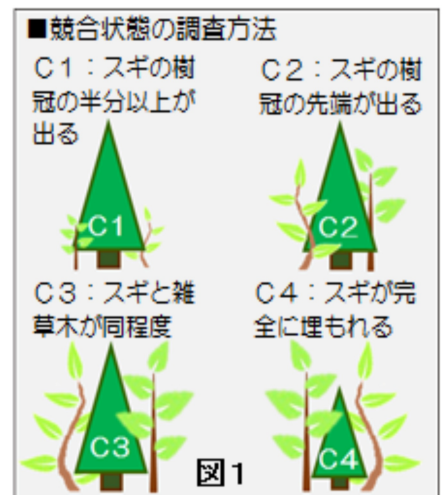 ■競合状態の調査方法
C1：スギの樹
冠の半分以上が
出る
C2：スギの樹
冠の先端が出る
C1
C2
C3：スギと雑
草木が同程度
C4：スギが完
全に埋もれる
C3
C4
図1